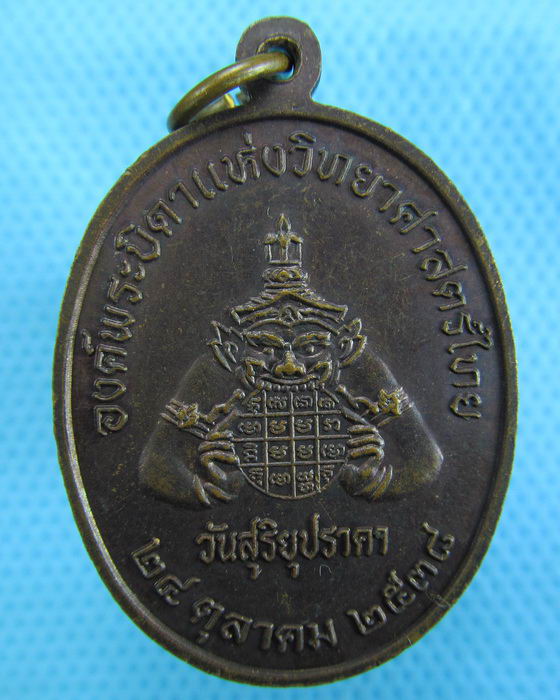 องค์พระบิดาแห่งวิทยาศาสตร์ไทย
วันสุริยุปราคา
๒๔ ตุลาคม ๒๕๓๘